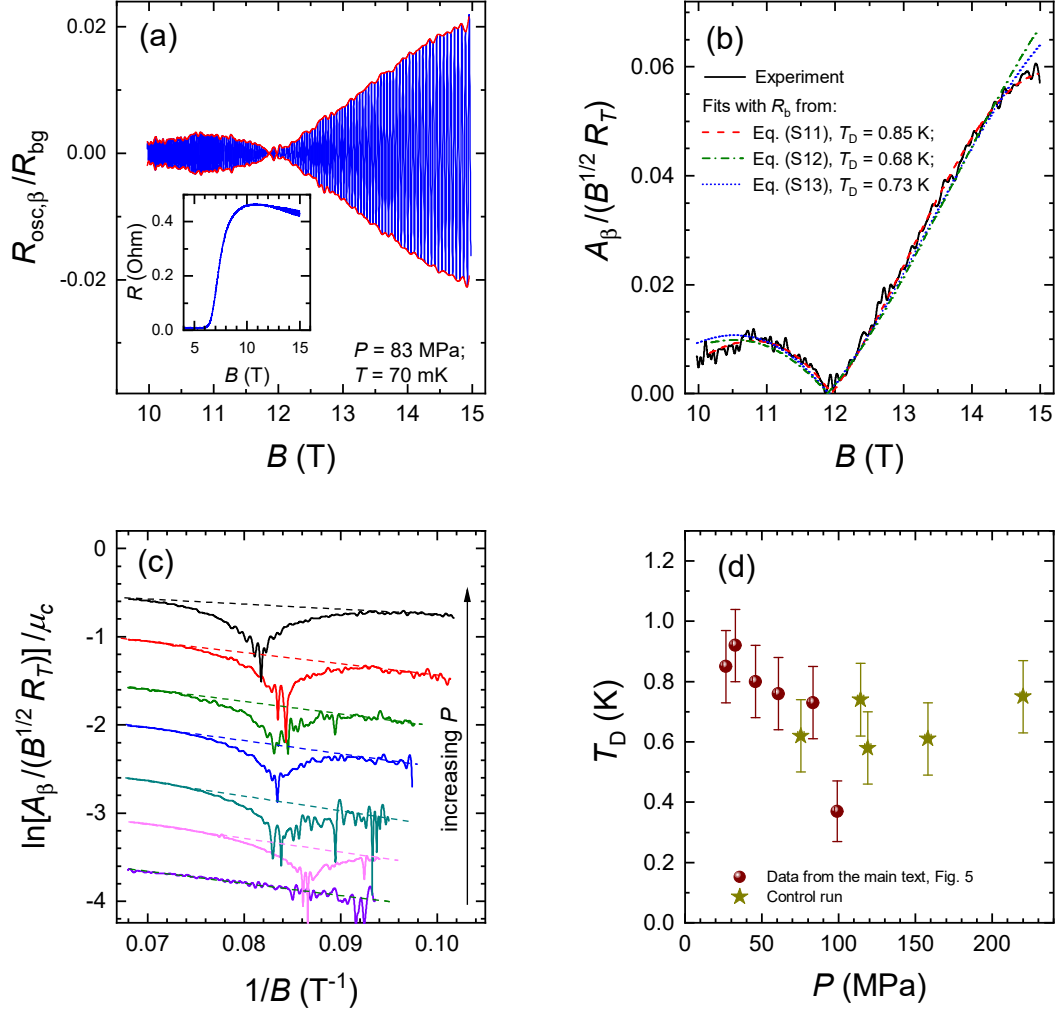 (a)
0.02
0.00
-0.02
R_osc,β/R_bg
10 11 12 13 14 15
B (T)
0.4
0.2
0.0
R (Ohm)
5 10 15
B (T)
P = 83 MPa;
T = 70 mK
(b)
0.06
0.04
0.02
0.00
A_β/(B^1/2 R_T)
10 11 12 13 14 15
B (T)
Experiment
Fits with R_b from:
Eq. (S11), T_D = 0.85 K;
Eq. (S12), T_D = 0.68 K;
Eq. (S13), T_D = 0.73 K
(c)
0
-1
-2
-3
-4
ln[A_β/(B^1/2 R_T)]/μ_c
increasing P
0.07 0.08 0.09 0.10
1/B (T^-1)
(d)
1.2
1.0
0.8
0.6
0.4
0.2
0.0
T_D (K)
Data from the main text, Fig. 5
Control run
0 50 100 150 200
P (MPa)